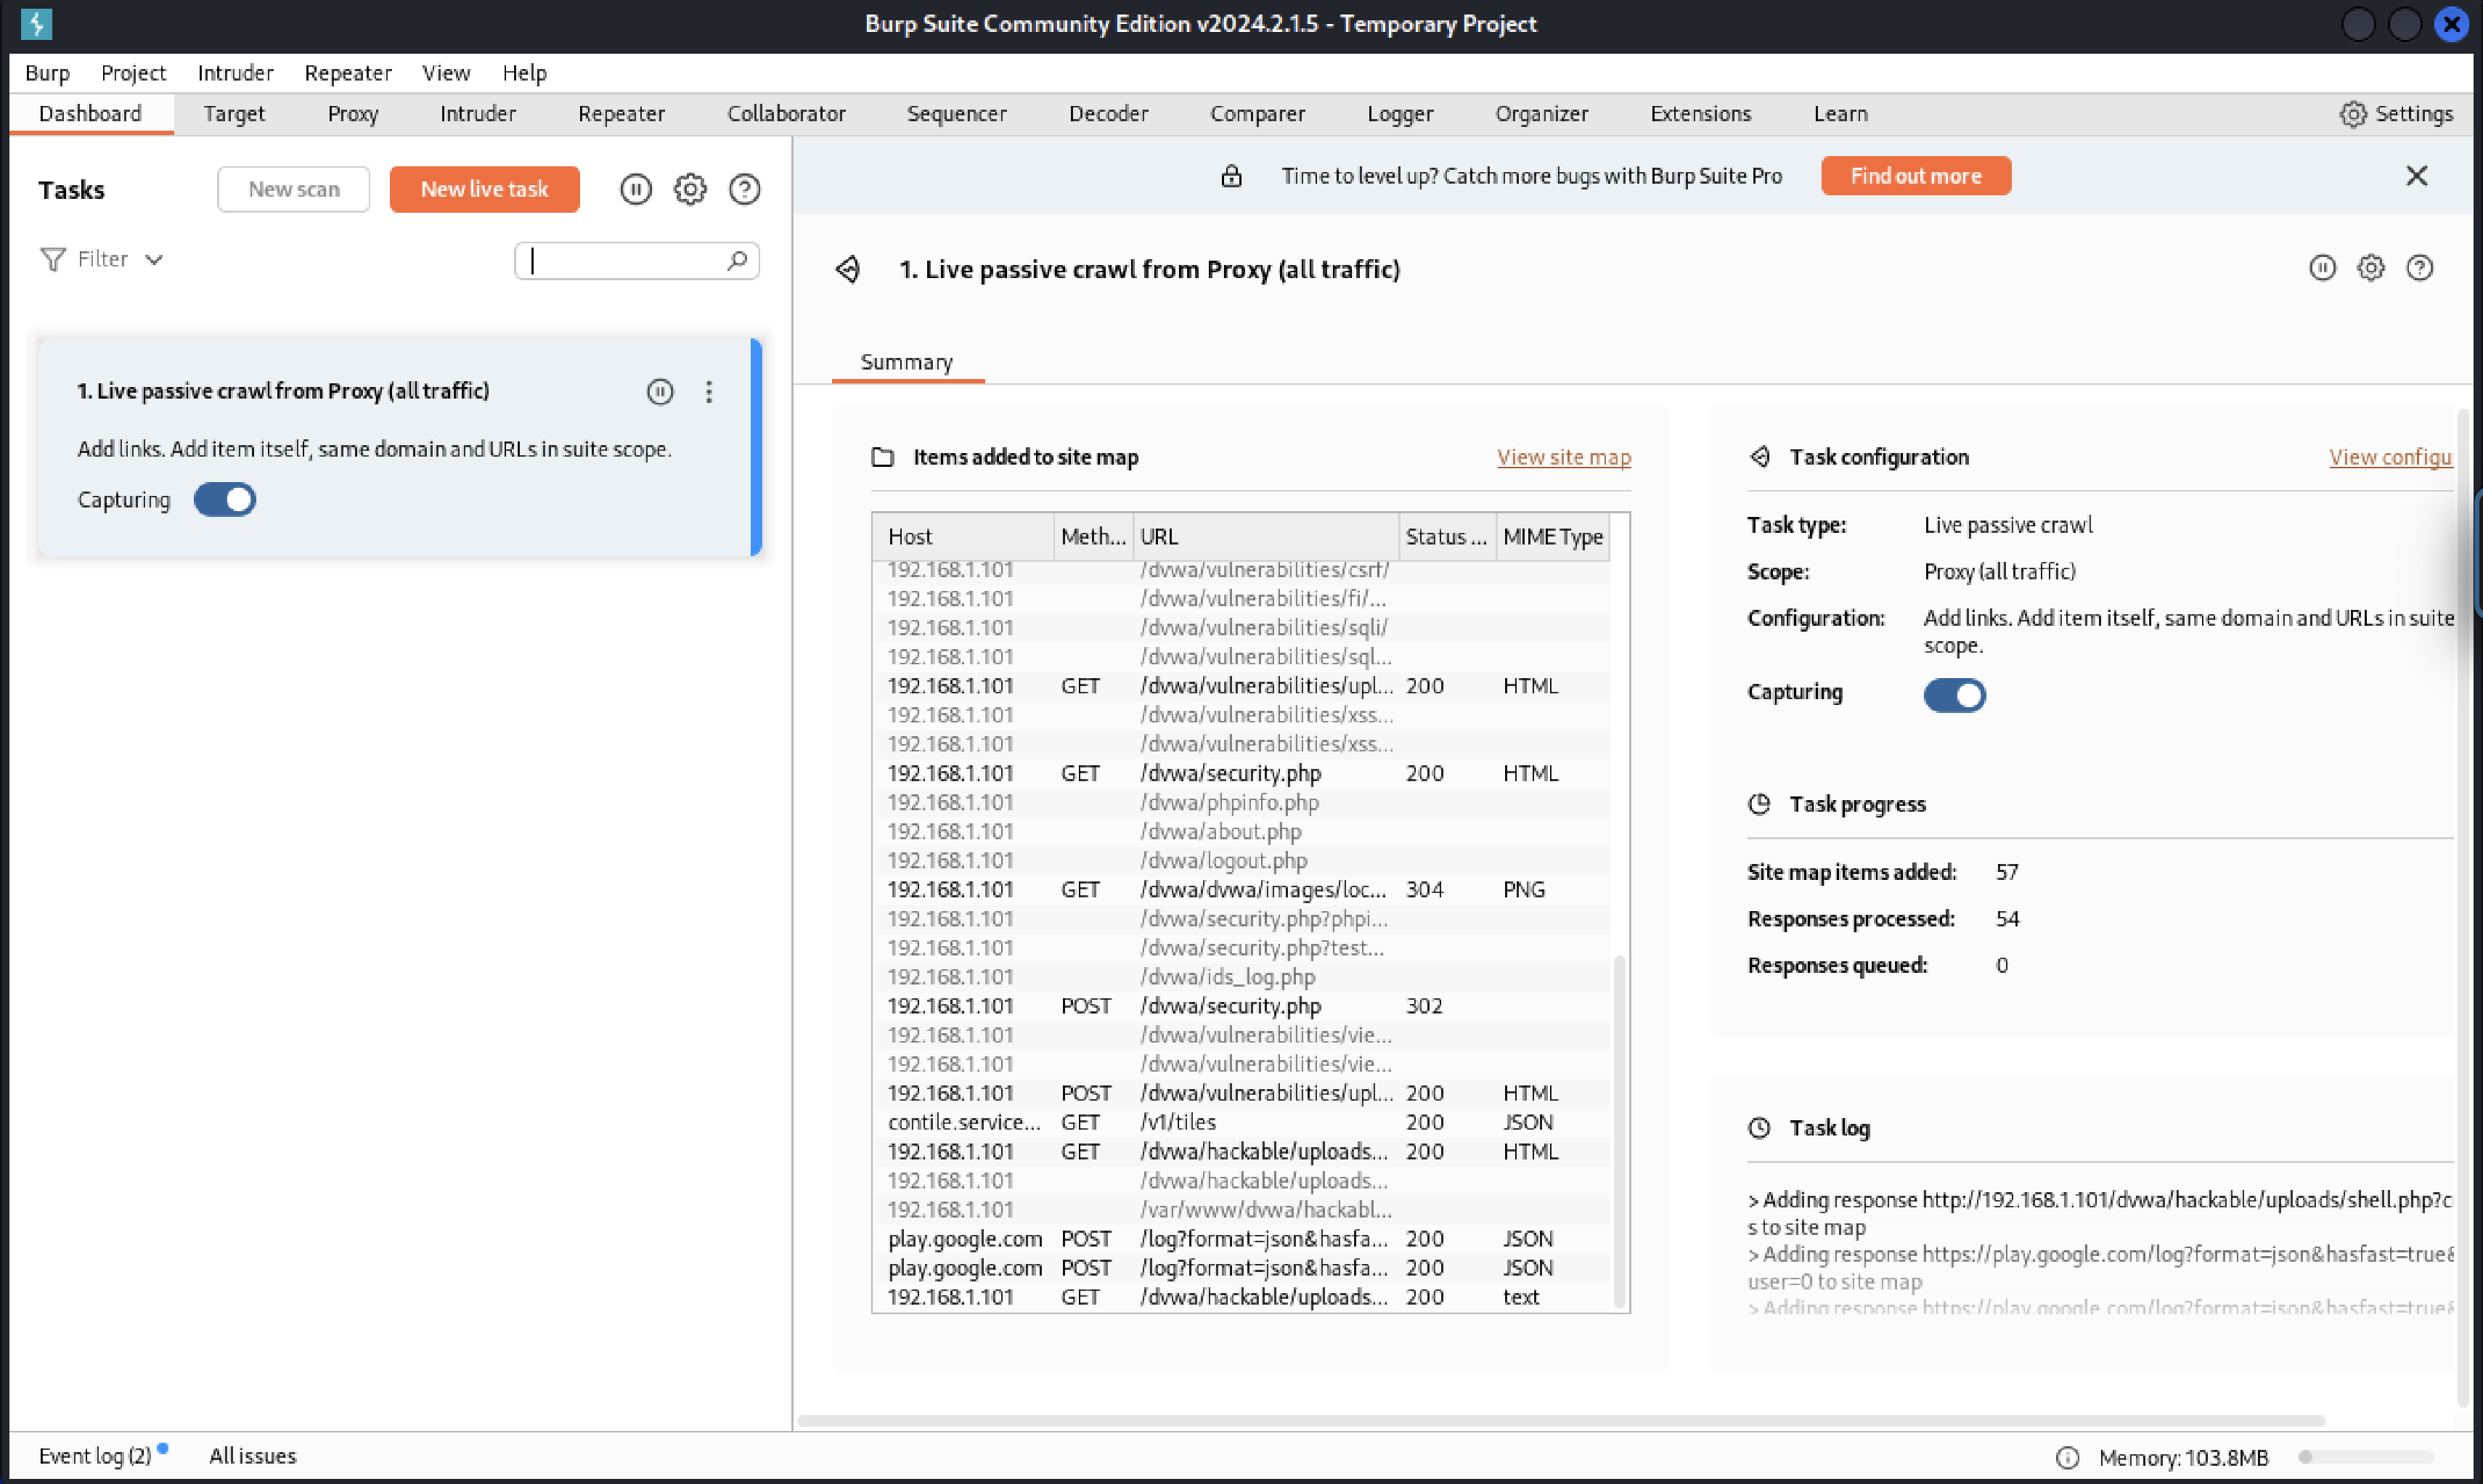 Burp Suite Community Edition v2024.2.1.5 - Temporary Project
Burp Project Intruder Repeater View Help
Dashboard Target Proxy Intruder Repeater Collaborator Sequencer Decoder Comparer Logger Organizer Extensions Learn Settings
Tasks New scan New live task
Filter
1. Live passive crawl from Proxy (all traffic)
Add links. Add item itself, same domain and URLs in suite scope.
Capturing
Time to level up? Catch more bugs with Burp Suite Pro Find out more
1. Live passive crawl from Proxy (all traffic)
Summary
Items added to site map View site map
Host Meth... URL Status ... MIME Type
192.168.1.101 /dvwa/vulnerabilities/csrf/
192.168.1.101 /dvwa/vulnerabilities/fi/...
192.168.1.101 /dvwa/vulnerabilities/sqli/
192.168.1.101 /dvwa/vulnerabilities/sql...
192.168.1.101 GET /dvwa/vulnerabilities/upl... 200 HTML
192.168.1.101 /dvwa/vulnerabilities/xss...
192.168.1.101 /dvwa/vulnerabilities/xss...
192.168.1.101 GET /dvwa/security.php 200 HTML
192.168.1.101 /dvwa/phpinfo.php
192.168.1.101 /dvwa/about.php
192.168.1.101 /dvwa/logout.php
192.168.1.101 GET /dvwa/dvwa/images/loc... 304 PNG
192.168.1.101 /dvwa/security.php?phpi...
192.168.1.101 /dvwa/security.php?test...
192.168.1.101 /dvwa/ids_log.php
192.168.1.101 POST /dvwa/security.php 302
192.168.1.101 /dvwa/vulnerabilities/vie...
192.168.1.101 /dvwa/vulnerabilities/vie...
192.168.1.101 POST /dvwa/vulnerabilities/upl... 200 HTML
contile.service... GET /v1/tiles 200 JSON
192.168.1.101 GET /dvwa/hackable/uploads... 200 HTML
192.168.1.101 /dvwa/hackable/uploads...
192.168.1.101 /var/www/dvwa/hackabl...
play.google.com POST /log?format=json&hasfa... 200 JSON
play.google.com POST /log?format=json&hasfa... 200 JSON
192.168.1.101 GET /dvwa/hackable/uploads... 200 text
Task configuration View configu
Task type: Live passive crawl
Scope: Proxy (all traffic)
Configuration: Add links. Add item itself, same domain and URLs in suite
scope.
Capturing
Task progress
Site map items added: 57
Responses processed: 54
Responses queued: 0
Task log
> Adding response http://192.168.1.101/dvwa/hackable/uploads/shell.php?c
s to site map
> Adding response https://play.google.com/log?format=json&hasfast=true&
user=0 to site map
> Adding response https://play.google.com/log?format=json&hasfast=true&
Event log (2) All issues Memory: 103.8MB